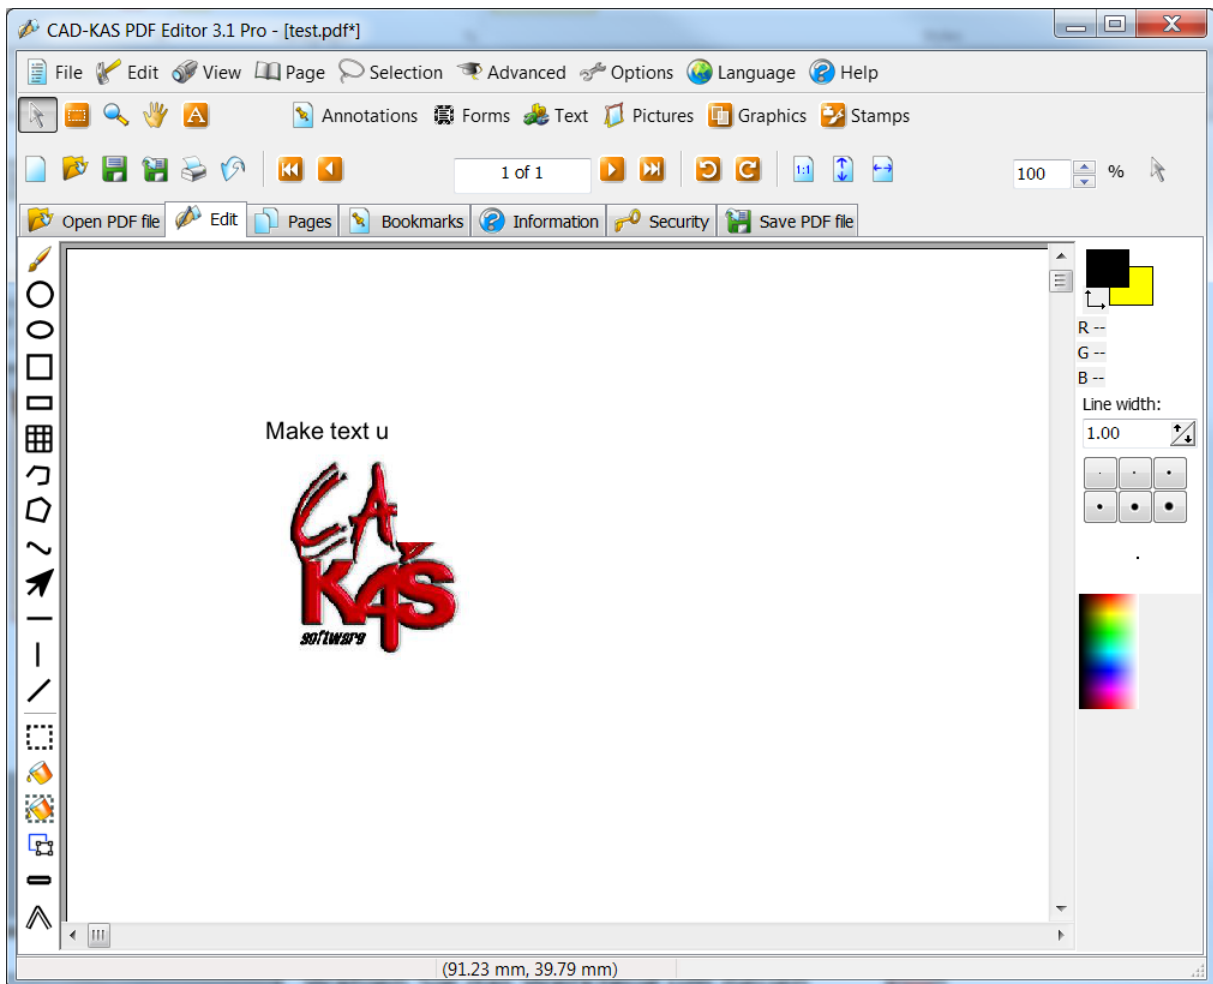 CAD-KAS PDF Editor 3.1 Pro - [test.pdf*]
File Edit View Page Selection Advanced Options Language Help
A Annotations Forms Text Pictures Graphics Stamps
1 of 1 1:1 100 %
Open PDF file Edit Pages Bookmarks Information Security Save PDF file
R --
G --
B --
Line width:
1.00
Make text u
CA
KAS
software
(91.23 mm, 39.79 mm)